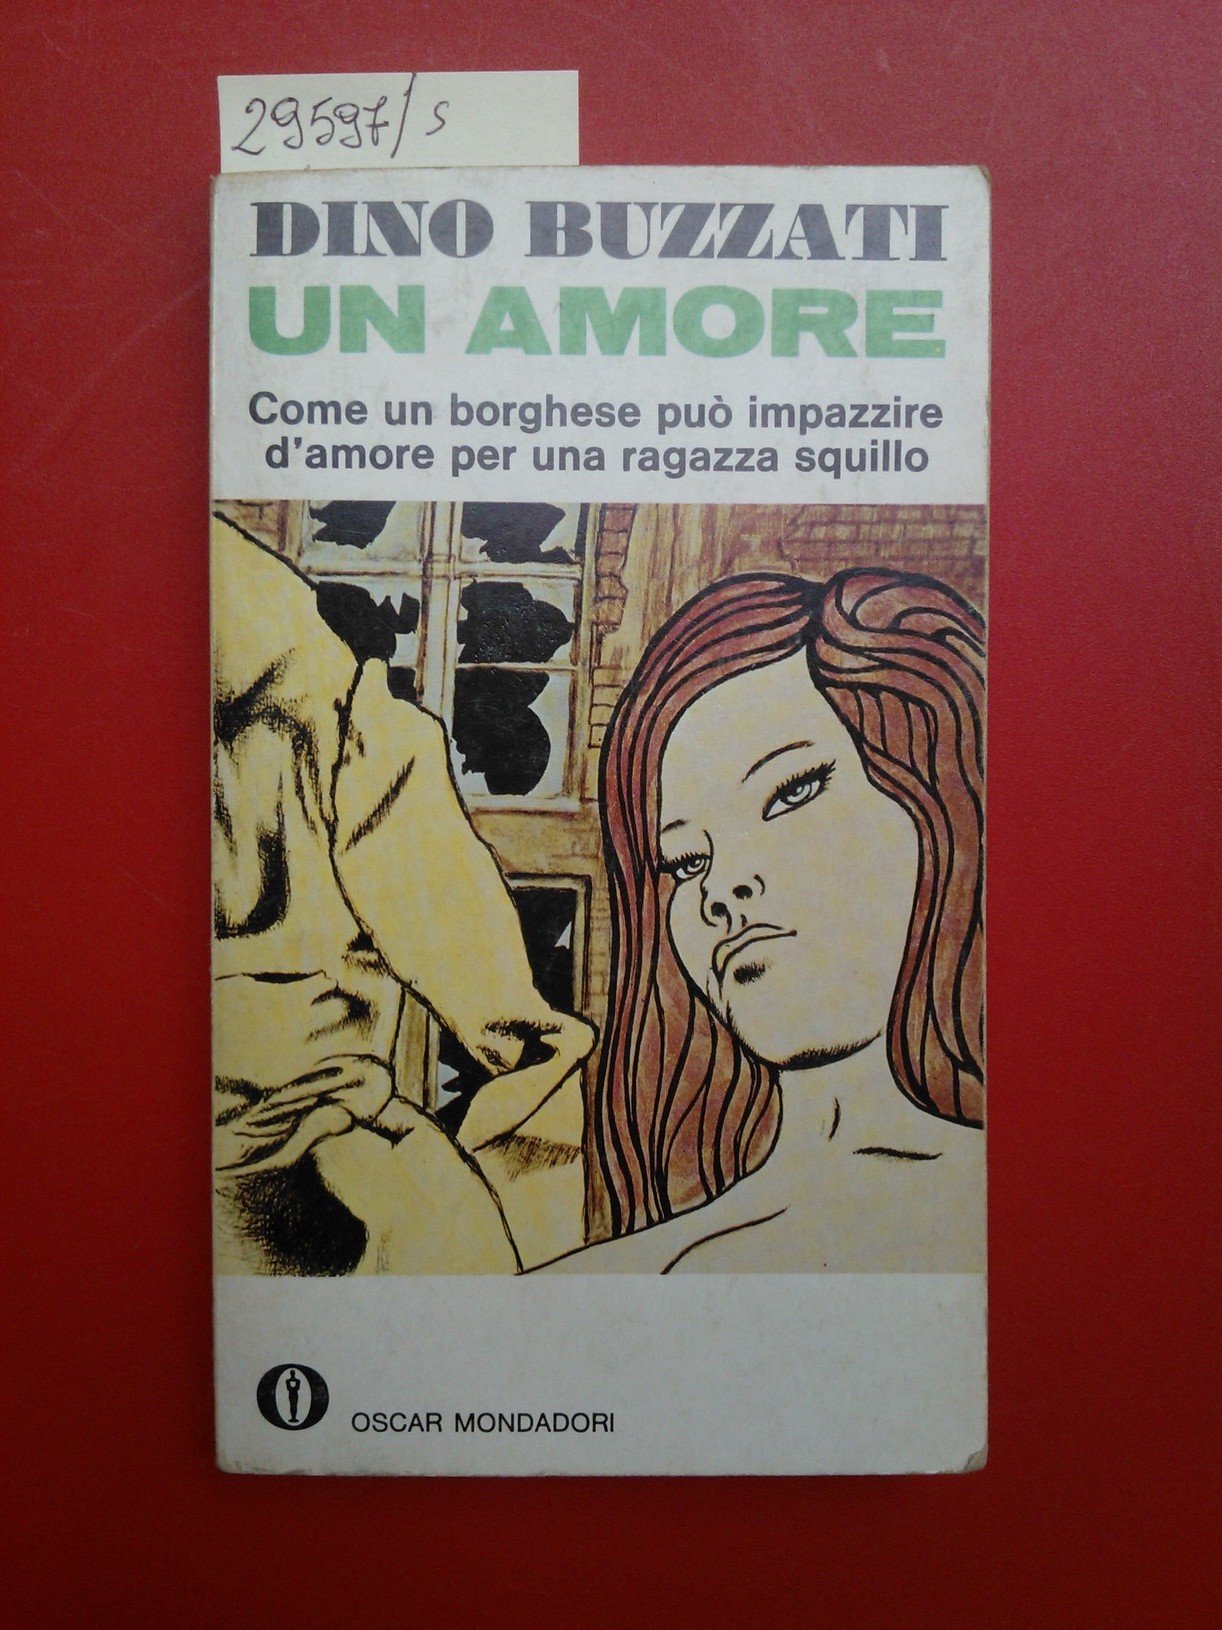 29597/s
DINO BUZZATI
UN AMORE
Come un borghese può impazzire
d'amore per una ragazza squillo
OSCAR MONDADORI